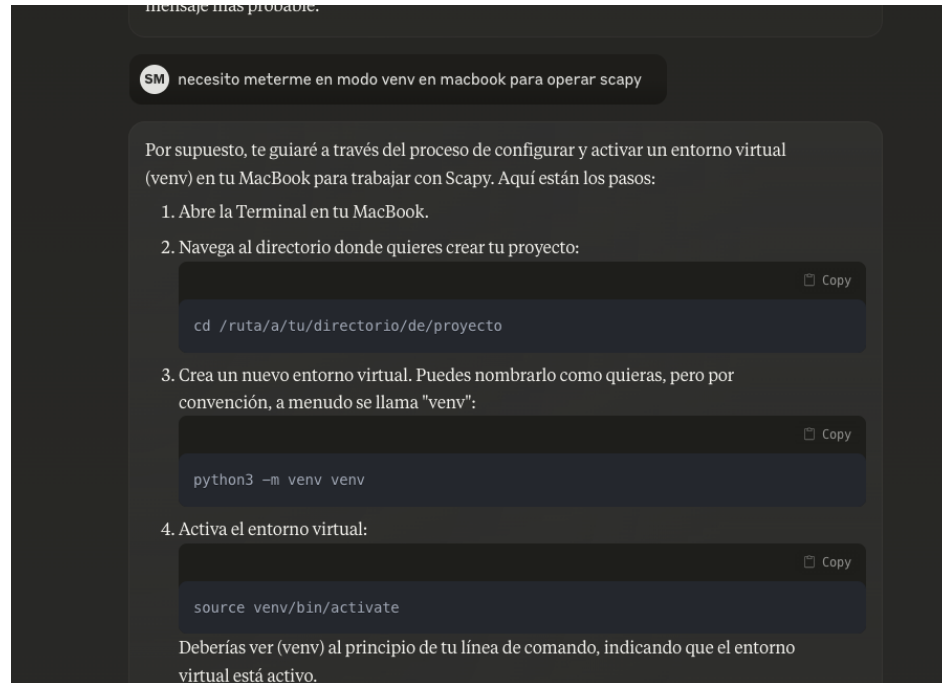 mensaje más probable.
SM necesito meterme en modo venv en macbook para operar scapy
Por supuesto, te guiaré a través del proceso de configurar y activar un entorno virtual
(venv) en tu MacBook para trabajar con Scapy. Aquí están los pasos:
1. Abre la Terminal en tu MacBook.
2. Navega al directorio donde quieres crear tu proyecto:
Copy
cd /ruta/a/tu/directorio/de/proyecto
3. Crea un nuevo entorno virtual. Puedes nombrarlo como quieras, pero por
convención, a menudo se llama "venv":
Copy
python3 -m venv venv
4. Activa el entorno virtual:
Copy
source venv/bin/activate
Deberías ver (venv) al principio de tu línea de comando, indicando que el entorno
virtual está activo.